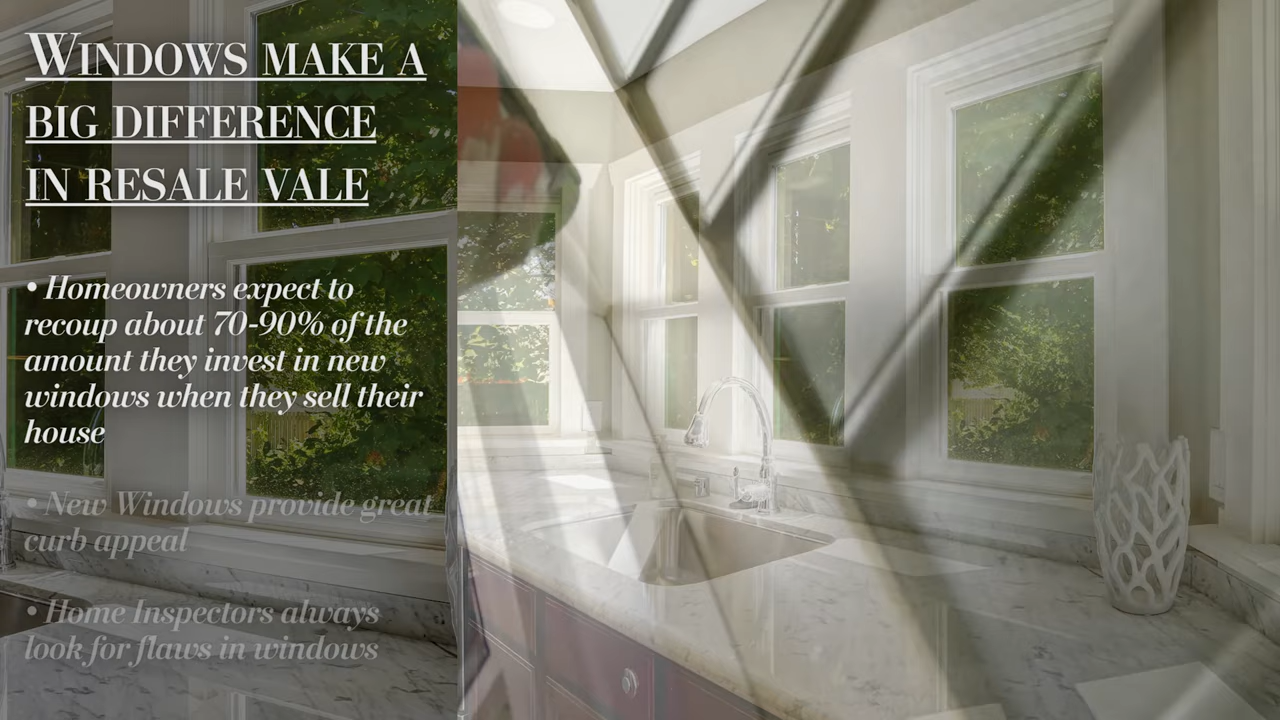 Windows make a
big difference
in resale vale
• Homeowners expect to
recoup about 70-90% of the
amount they invest in new
windows when they sell their
house
• New Windows provide great
curb appeal
• Home Inspectors always
look for flaws in windows